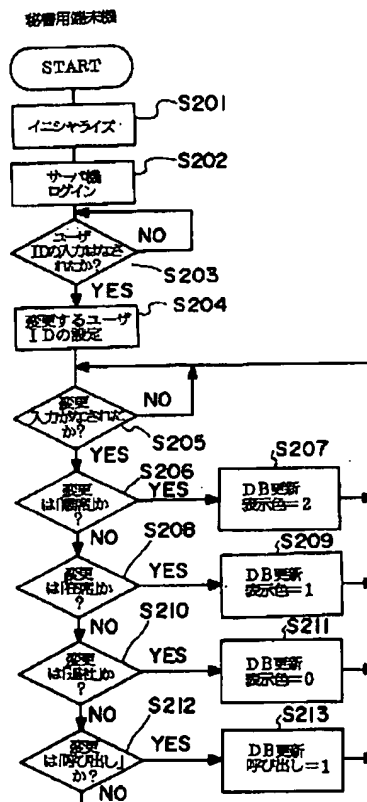 秘書用端末機
START
S201
イニシャライズ
S202
サーバ機
ログイン
ユーザ
IDの入力はなさ
れたか?
NO
S203
YES
S204
変更するユーザ
IDの設定
変更
入力がなされた
か?
NO
S205
YES
S206
変更
は「離席」か
?
YES
S207
DB更新
表示色=2
NO
S208
変更
は「在席」か
?
YES
S209
DB更新
表示色=1
NO
S210
変更
は「退社」か
?
YES
S211
DB更新
表示色=0
NO
S212
変更
は「呼び出し」
か?
YES
S213
DB更新
呼び出し=1
NO